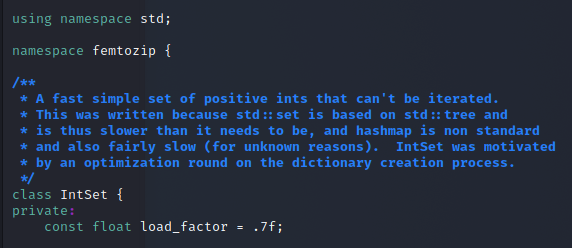 using namespace std;
namespace femtozip {
/**
* A fast simple set of positive ints that can't be iterated.
* This was written because std::set is based on std::tree and
* is thus slower than it needs to be, and hashmap is non standard
* and also fairly slow (for unknown reasons).  IntSet was motivated
* by an optimization round on the dictionary creation process.
*/
class IntSet {
private:
const float load_factor = .7f;